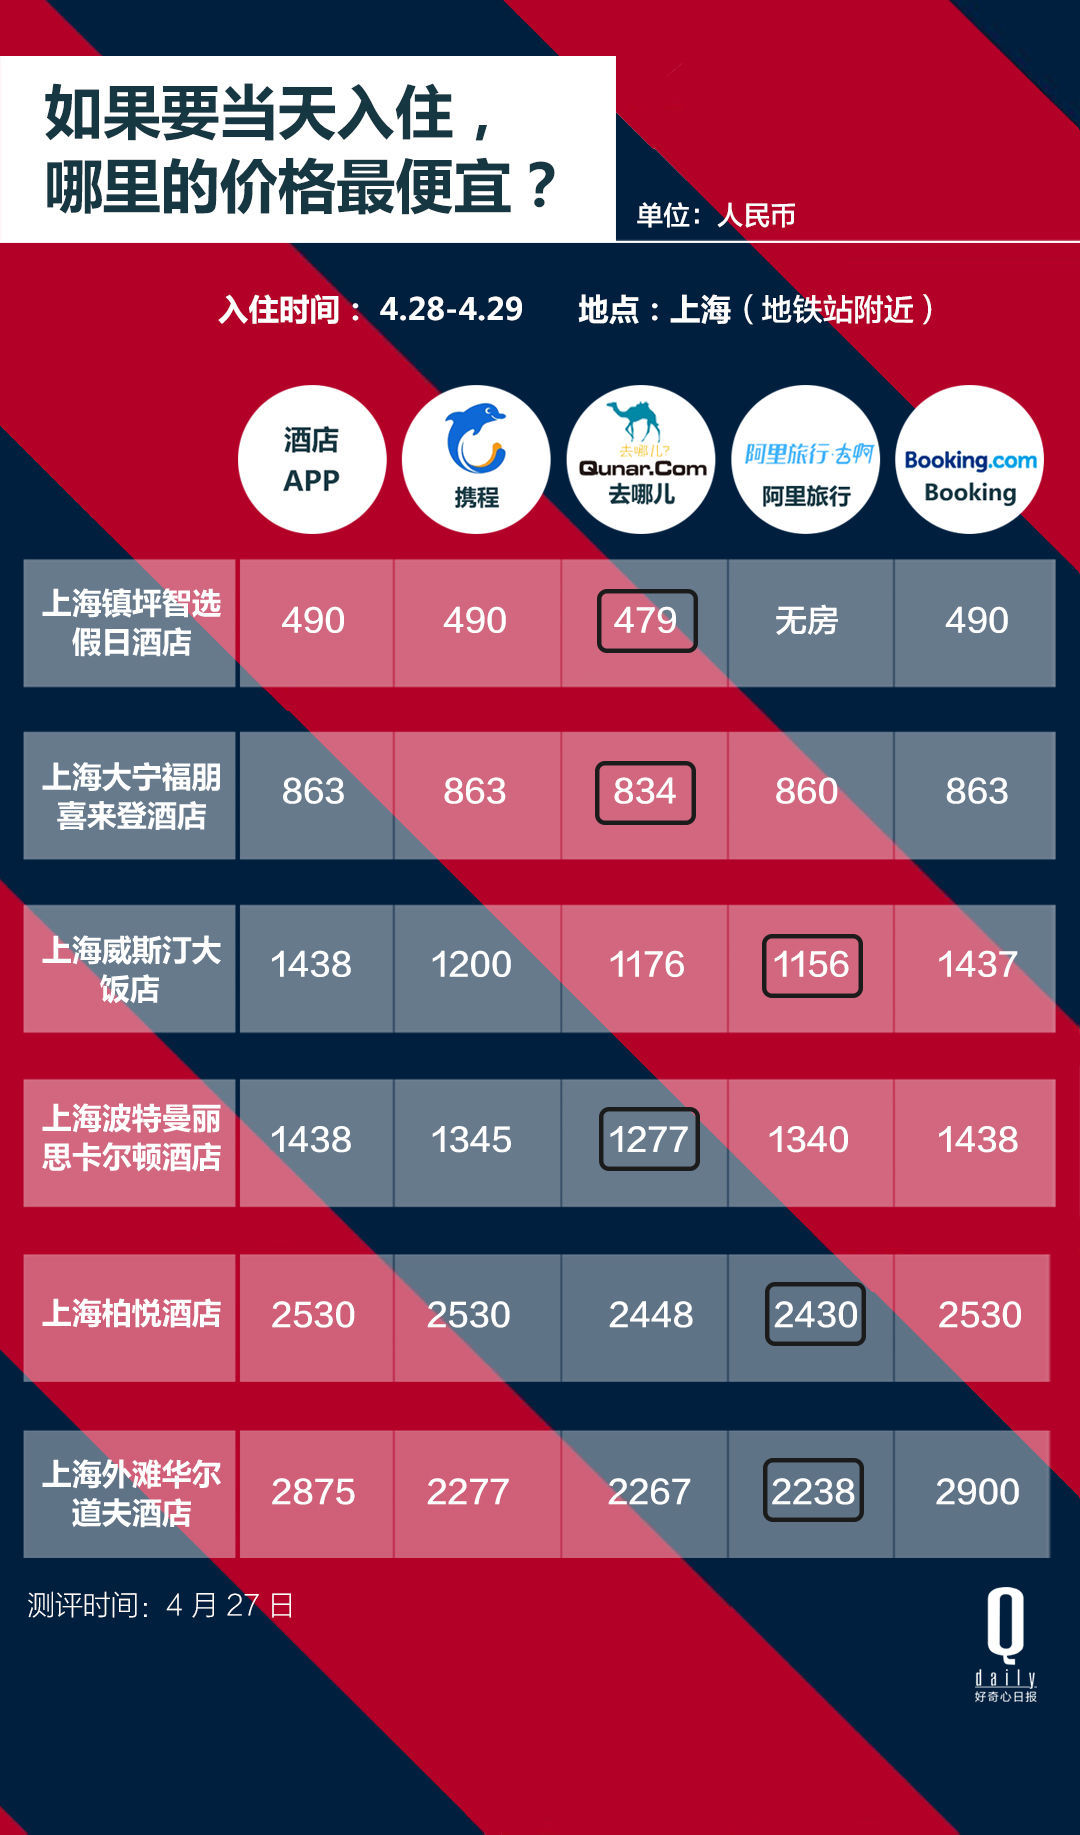 如果要当天入住，
哪里的价格最便宜？
单位：人民币
入住时间： 4.28-4.29 地点：上海（地铁站附近）
酒店
APP
携程
去哪儿?
Qunar.Com
去哪儿
阿里旅行·去啊
阿里旅行
Booking.com
Booking
上海镇坪智选
假日酒店
490 490 479 无房 490
上海大宁福朋
喜来登酒店
863 863 834 860 863
上海威斯汀大
饭店
1438 1200 1176 1156 1437
上海波特曼丽
思卡尔顿酒店
1438 1345 1277 1340 1438
上海柏悦酒店
2530 2530 2448 2430 2530
上海外滩华尔
道夫酒店
2875 2277 2267 2238 2900
测评时间：4 月 27 日
Q
daily
好奇心日报